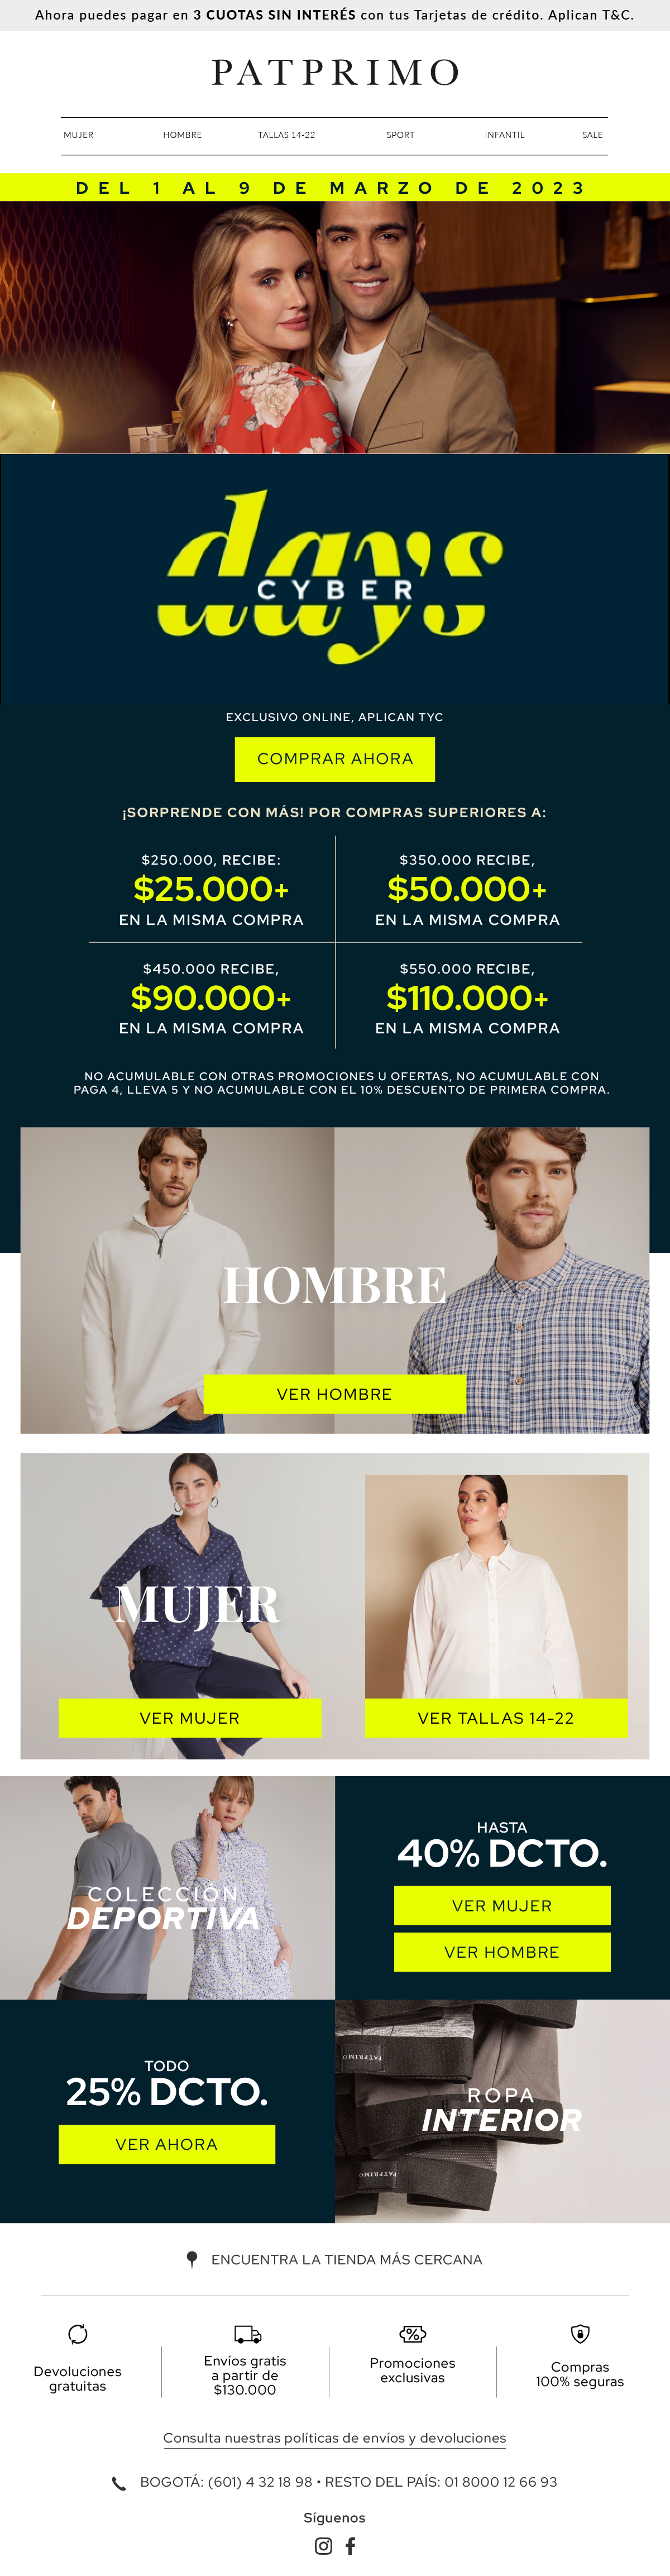 Ahora puedes pagar en 3 CUOTAS SIN INTERÉS con tus Tarjetas de crédito. Aplican T&C.
PATPRIMO
MUJER HOMBRE TALLAS 14-22 SPORT INFANTIL SALE
DEL 1 AL 9 DE MARZO DE 2023
days
CYBER
EXCLUSIVO ONLINE, APLICAN TYC
COMPRAR AHORA
¡SORPRENDE CON MÁS! POR COMPRAS SUPERIORES A:
$250.000, RECIBE:
$25.000+
EN LA MISMA COMPRA
$350.000 RECIBE,
$50.000+
EN LA MISMA COMPRA
$450.000 RECIBE,
$90.000+
EN LA MISMA COMPRA
$550.000 RECIBE,
$110.000+
EN LA MISMA COMPRA
NO ACUMULABLE CON OTRAS PROMOCIONES U OFERTAS, NO ACUMULABLE CON
PAGA 4, LLEVA 5 Y NO ACUMULABLE CON EL 10% DESCUENTO DE PRIMERA COMPRA.
HOMBRE
VER HOMBRE
MUJER
VER MUJER
VER TALLAS 14-22
COLECCIÓN
DEPORTIVA
HASTA
40% DCTO.
VER MUJER
VER HOMBRE
TODO
25% DCTO.
VER AHORA
PATPRIMO
ROPA
INTERIOR
PATPRIMO
ENCUENTRA LA TIENDA MÁS CERCANA
Devoluciones
gratuitas
Envíos gratis
a partir de
$130.000
Promociones
exclusivas
Compras
100% seguras
Consulta nuestras políticas de envíos y devoluciones
BOGOTÁ: (601) 4 32 18 98 • RESTO DEL PAÍS: 01 8000 12 66 93
Síguenos